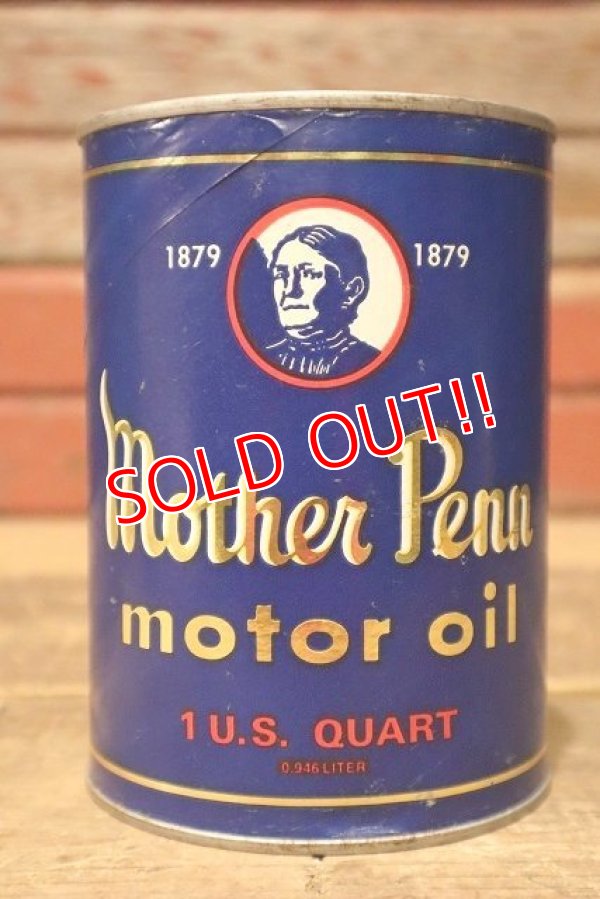 1879 1879
SOLD OUT!!
Mother Penn
motor oil
1 U.S. QUART
0.946 LITER